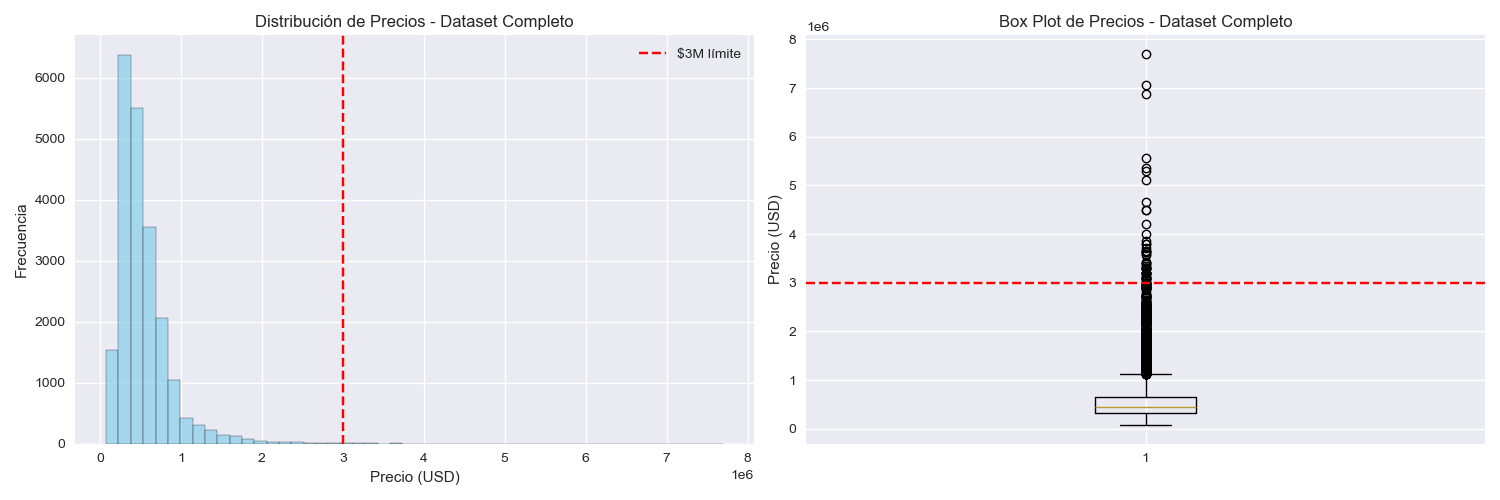 Distribución de Precios - Dataset Completo
$3M límite
Frecuencia
6000
5000
4000
3000
2000
1000
0
0 1 2 3 4 5 6 7 8
1e6
Precio (USD)
Box Plot de Precios - Dataset Completo
1e6
Precio (USD)
8
7
6
5
4
3
2
1
0
1